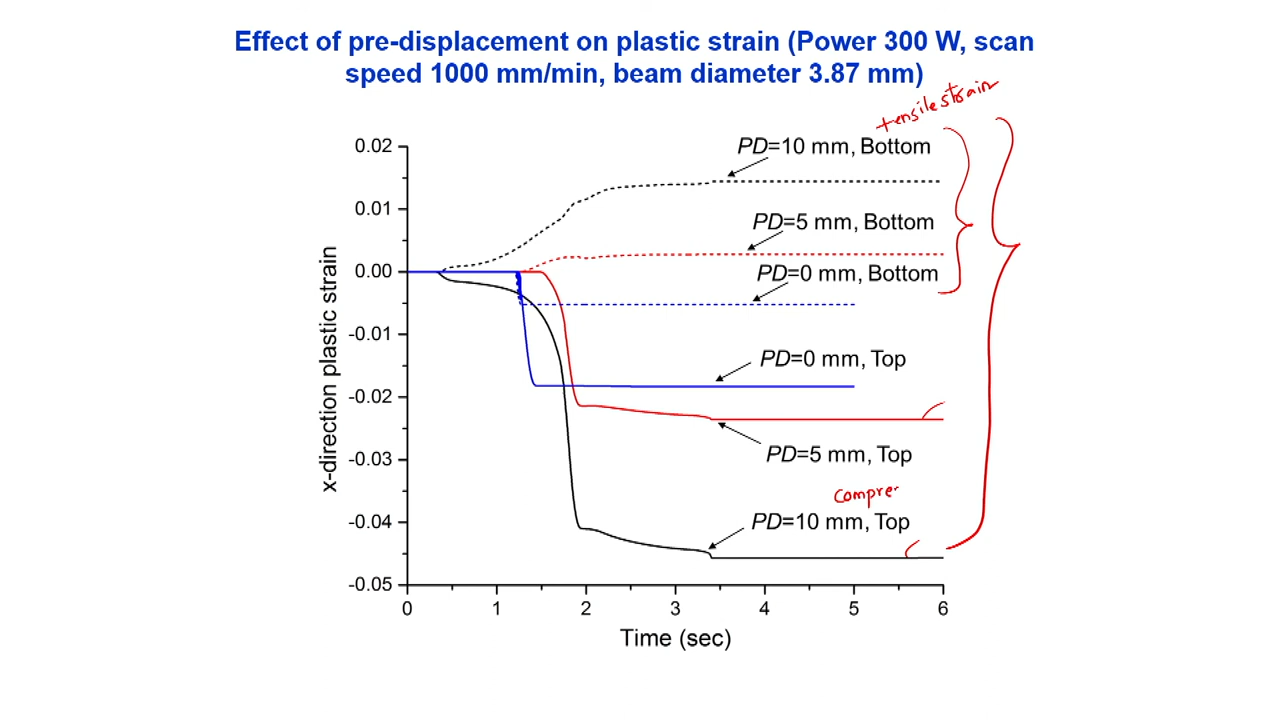 Effect of pre-displacement on plastic strain (Power 300 W, scan
speed 1000 mm/min, beam diameter 3.87 mm)
tensile strain
PD=10 mm, Bottom
PD=5 mm, Bottom
PD=0 mm, Bottom
PD=0 mm, Top
PD=5 mm, Top
compre
PD=10 mm, Top
x-direction plastic strain
0.02
0.01
0.00
-0.01
-0.02
-0.03
-0.04
-0.05
0 1 2 3 4 5 6
Time (sec)